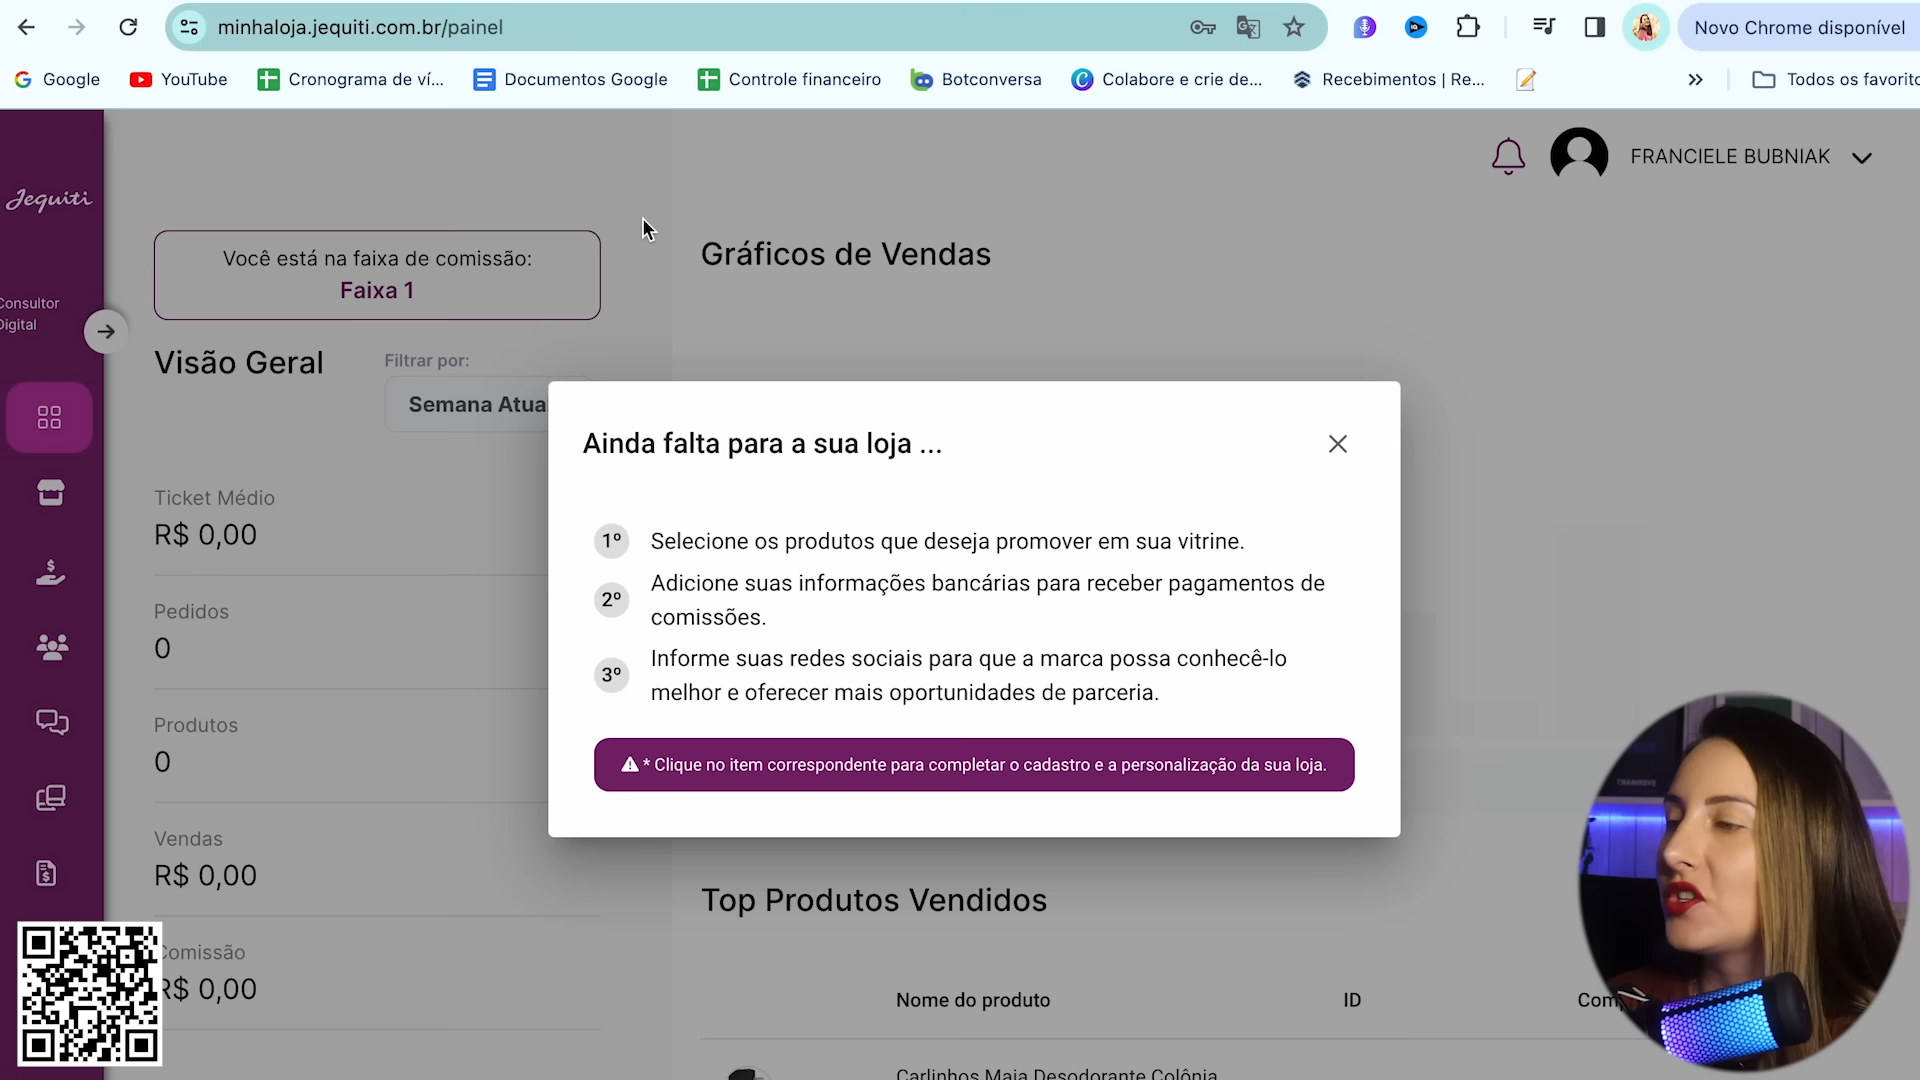 minhaloja.jequiti.com.br/painel
Novo Chrome disponível
Google
YouTube
Cronograma de ví...
Documentos Google
Controle financeiro
Botconversa
Colabore e crie de...
Recebimentos | Re...
Todos os favorito
Jequiti
FRANCIELE BUBNIAK
Você está na faixa de comissão:
Faixa 1
Gráficos de Vendas
Consultor
Digital
Visão Geral
Filtrar por:
Semana Atua
Ainda falta para a sua loja ...
1º Selecione os produtos que deseja promover em sua vitrine.
2º Adicione suas informações bancárias para receber pagamentos de
comissões.
3º Informe suas redes sociais para que a marca possa conhecê-lo
melhor e oferecer mais oportunidades de parceria.
* Clique no item correspondente para completar o cadastro e a personalização da sua loja.
Ticket Médio
R$ 0,00
Pedidos
0
Produtos
0
Vendas
R$ 0,00
Comissão
R$ 0,00
Top Produtos Vendidos
Nome do produto
ID
Com
Carlinhos Maia Desodorante Colônia